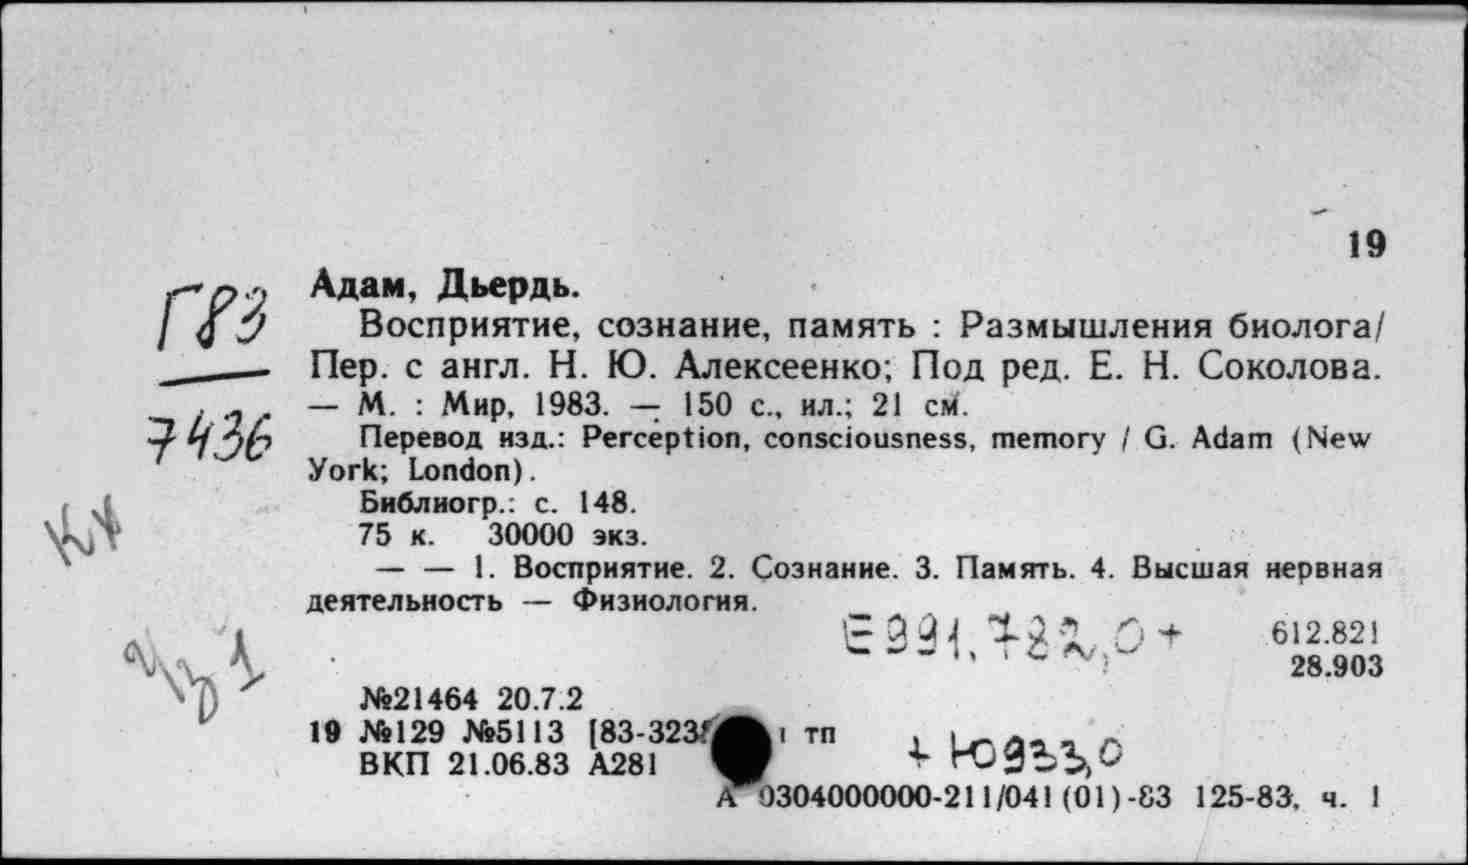 19
Г83
7436
Адам, Дьердь.
Восприятие, сознание, память : Размышления биолога/
Пер. с англ. Н. Ю. Алексеенко; Под ред. Е. Н. Соколова.
— М. : Мир, 1983. — 150 с., ил.; 21 см.
Перевод изд.: Perception, consciousness, memory / G. Adam (New
York; London).
Библиогр.: с. 148.
75 к. 30000 экз.
— — 1. Восприятие. 2. Сознание. 3. Память. 4. Высшая нервная
деятельность — Физиология.
Е991.782,0 +
612.821
28.903
№21464 20.7.2
19 №129 №5113 [83-323 тп
ВКП 21.06.83 А281
А 0304000000-211/041(01)-83 125-83, ч. 1